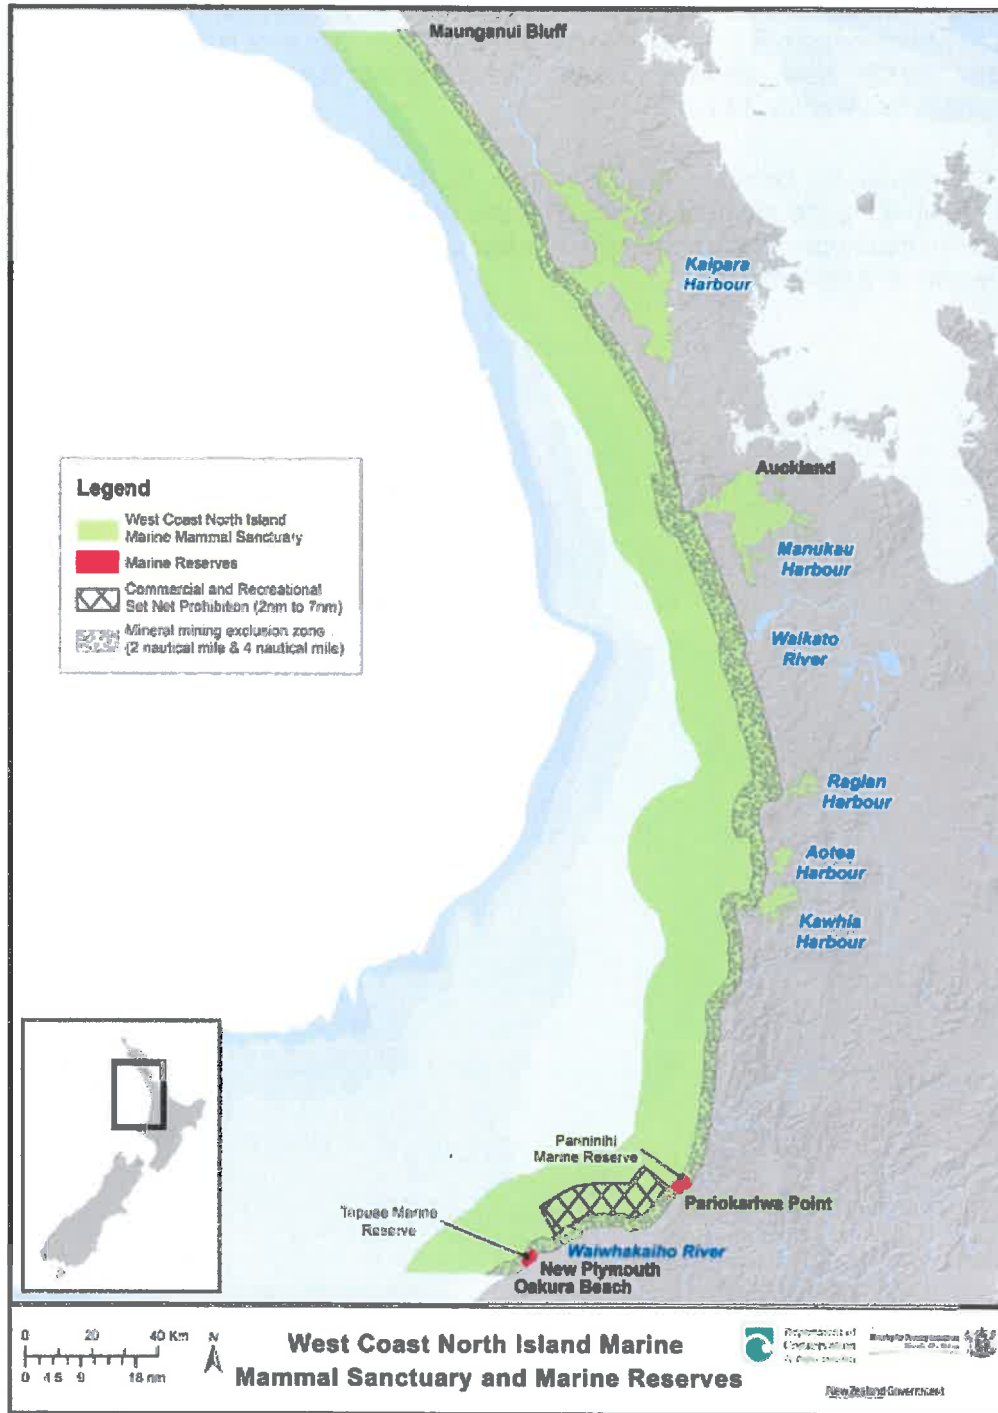 Maunganui Bluff
Kaipara
Harbour
Auckland
Legend
West Coast North Island
Marine Mammal Sanctuary
Marine Reserves
Commercial and Recreational
Set Net Prohibition (2nm to 7nm)
Mineral mining exclusion zone
(2 nautical mile & 4 nautical mile)
Manukau
Harbour
Waikato
River
Raglan
Harbour
Aotea
Harbour
Kawhia
Harbour
Parininihi
Marine Reserve
Pariokariwa Point
Tapuae Marine
Reserve
Waiwhakaiho River
New Plymouth
Oakura Beach
0 20 40 Km
N
0 4.5 9 18 nm
West Coast North Island Marine
Mammal Sanctuary and Marine Reserves
Department of
Conservation
New Zealand Government